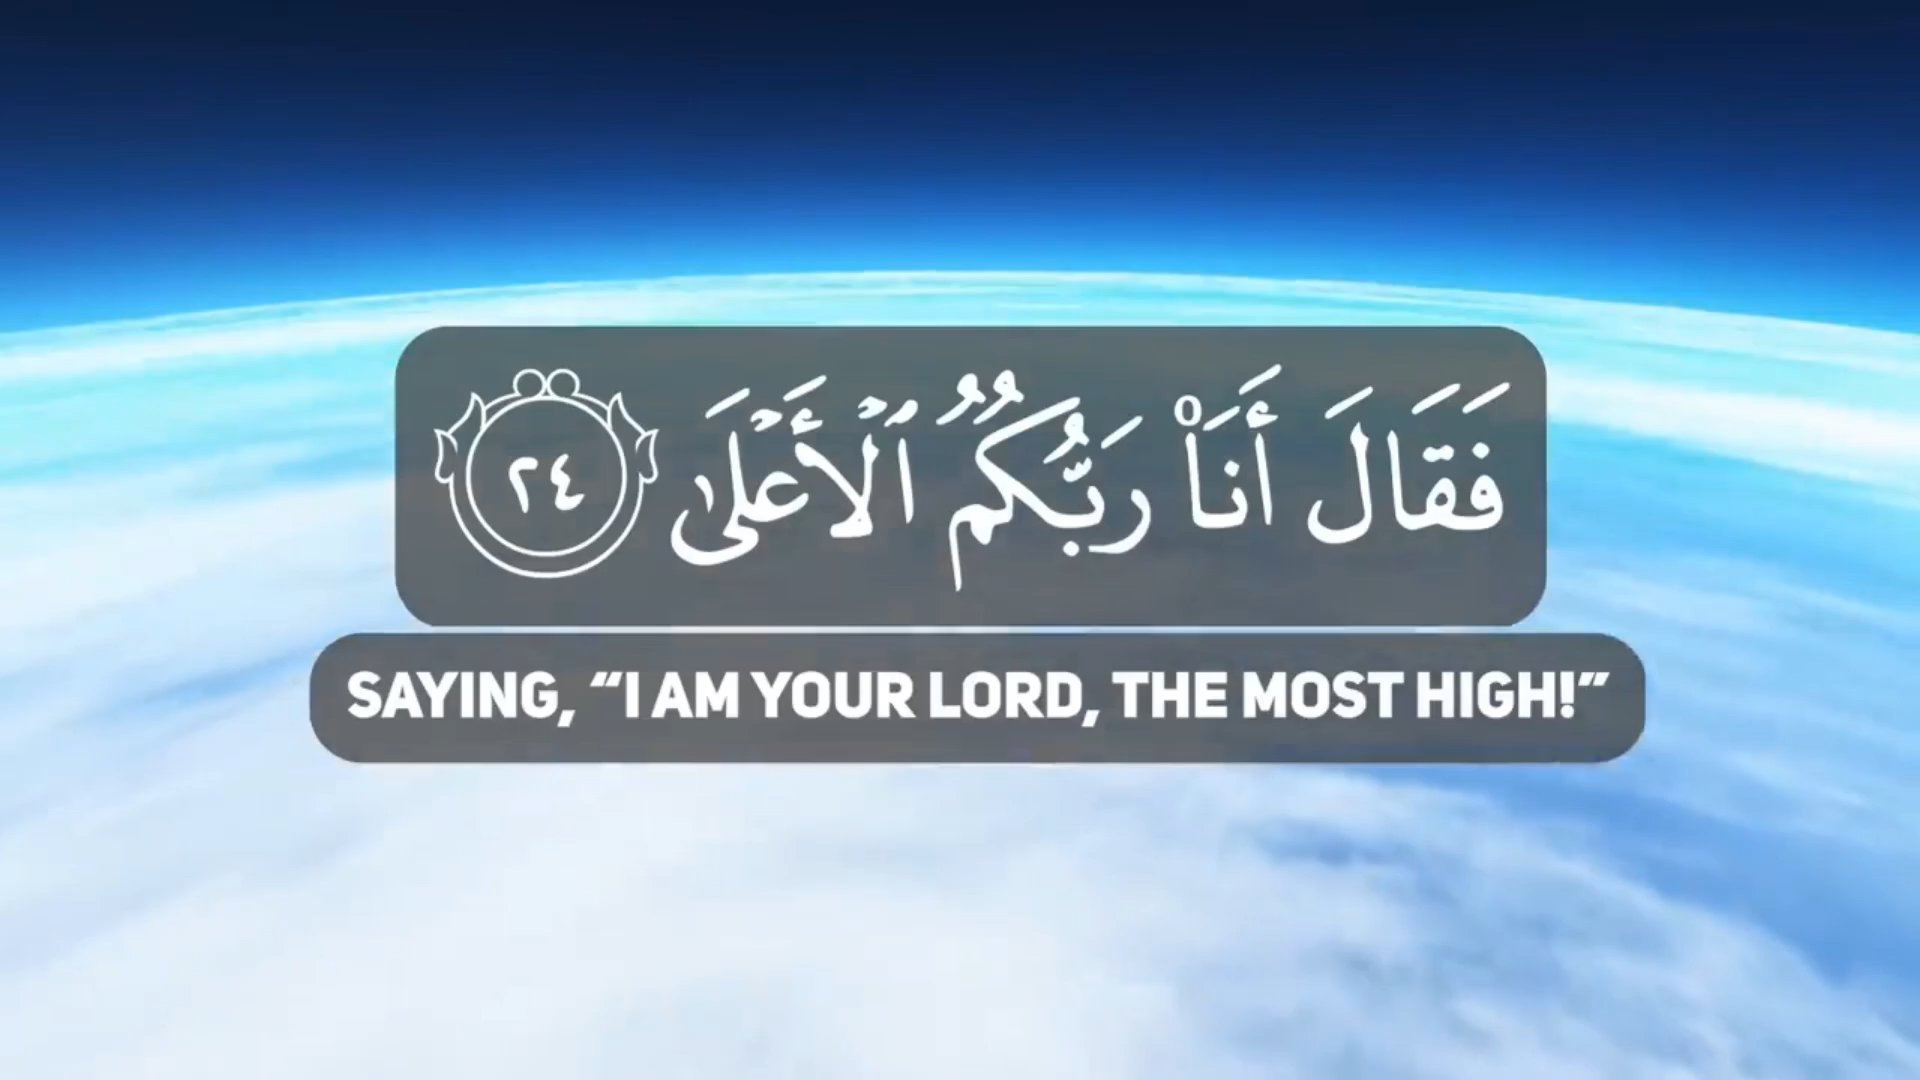 فَقَالَ أَنَا۠ رَبُّكُمُ ٱلۡأَعۡلَىٰ ٢٤
SAYING, “I AM YOUR LORD, THE MOST HIGH!”